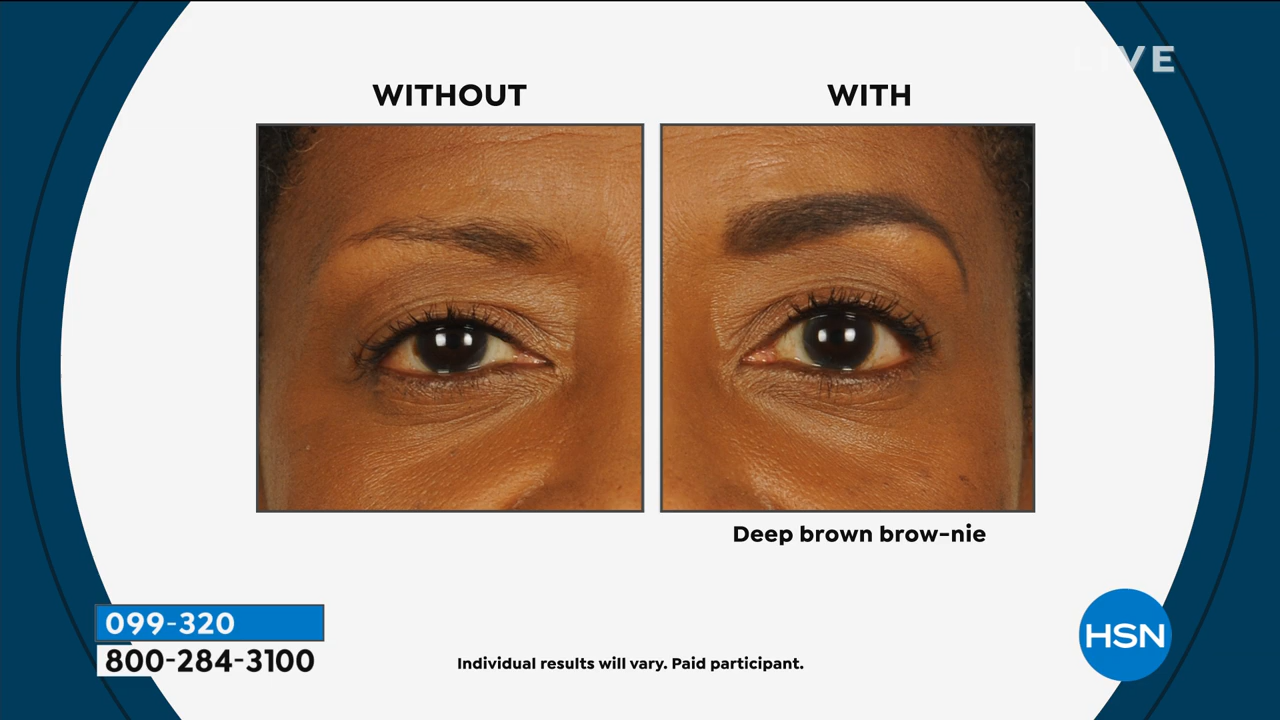 LIVE
WITHOUT
WITH
Deep brown brow-nie
099-320
800-284-3100
Individual results will vary. Paid participant.
HSN